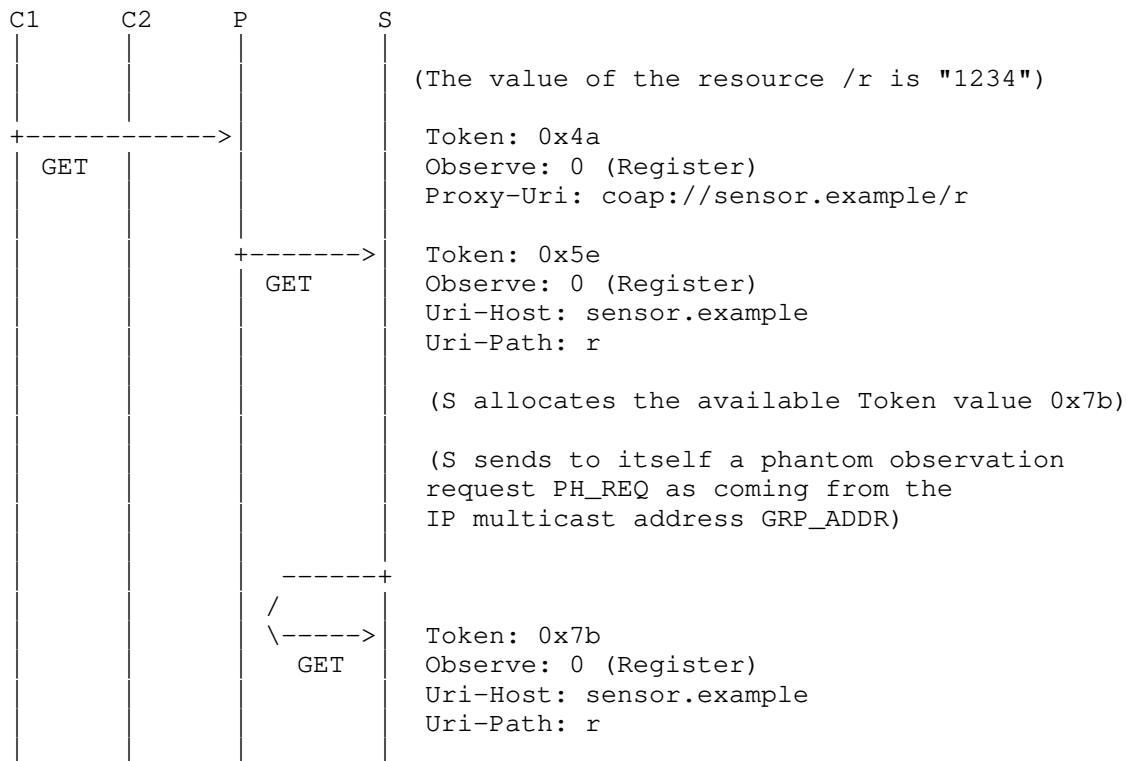 C1 C2 P S
(The value of the resource /r is "1234")
+------------>| Token: 0x4a
GET Observe: 0 (Register)
Proxy-Uri: coap://sensor.example/r
+------->| Token: 0x5e
GET Observe: 0 (Register)
Uri-Host: sensor.example
Uri-Path: r
(S allocates the available Token value 0x7b)
(S sends to itself a phantom observation
request PH_REQ as coming from the
IP multicast address GRP_ADDR)
------+
/
\-----> Token: 0x7b
GET Observe: 0 (Register)
Uri-Host: sensor.example
Uri-Path: r